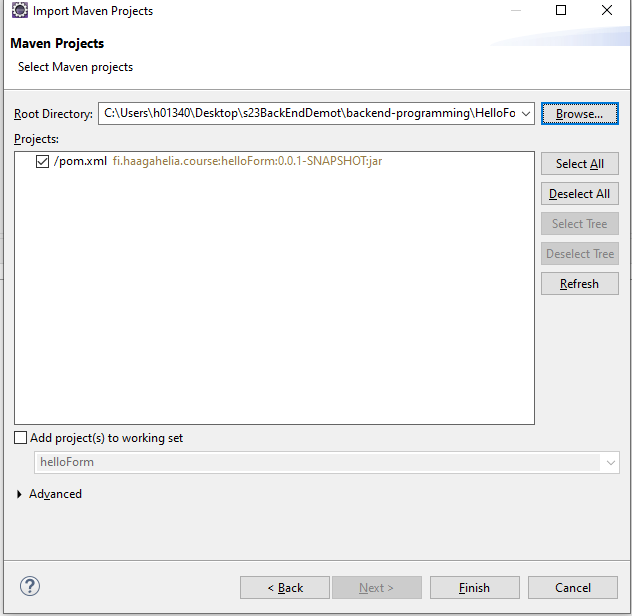 Import Maven Projects
Maven Projects
Select Maven projects
Root Directory: C:\Users\h01340\Desktop\s23BackEndDemot\backend-programming\HelloFo Browse...
Projects:
/pom.xml fi.haagahelia.course:helloForm:0.0.1-SNAPSHOT:jar
Select All
Deselect All
Select Tree
Deselect Tree
Refresh
Add project(s) to working set
helloForm
Advanced
? < Back Next > Finish Cancel